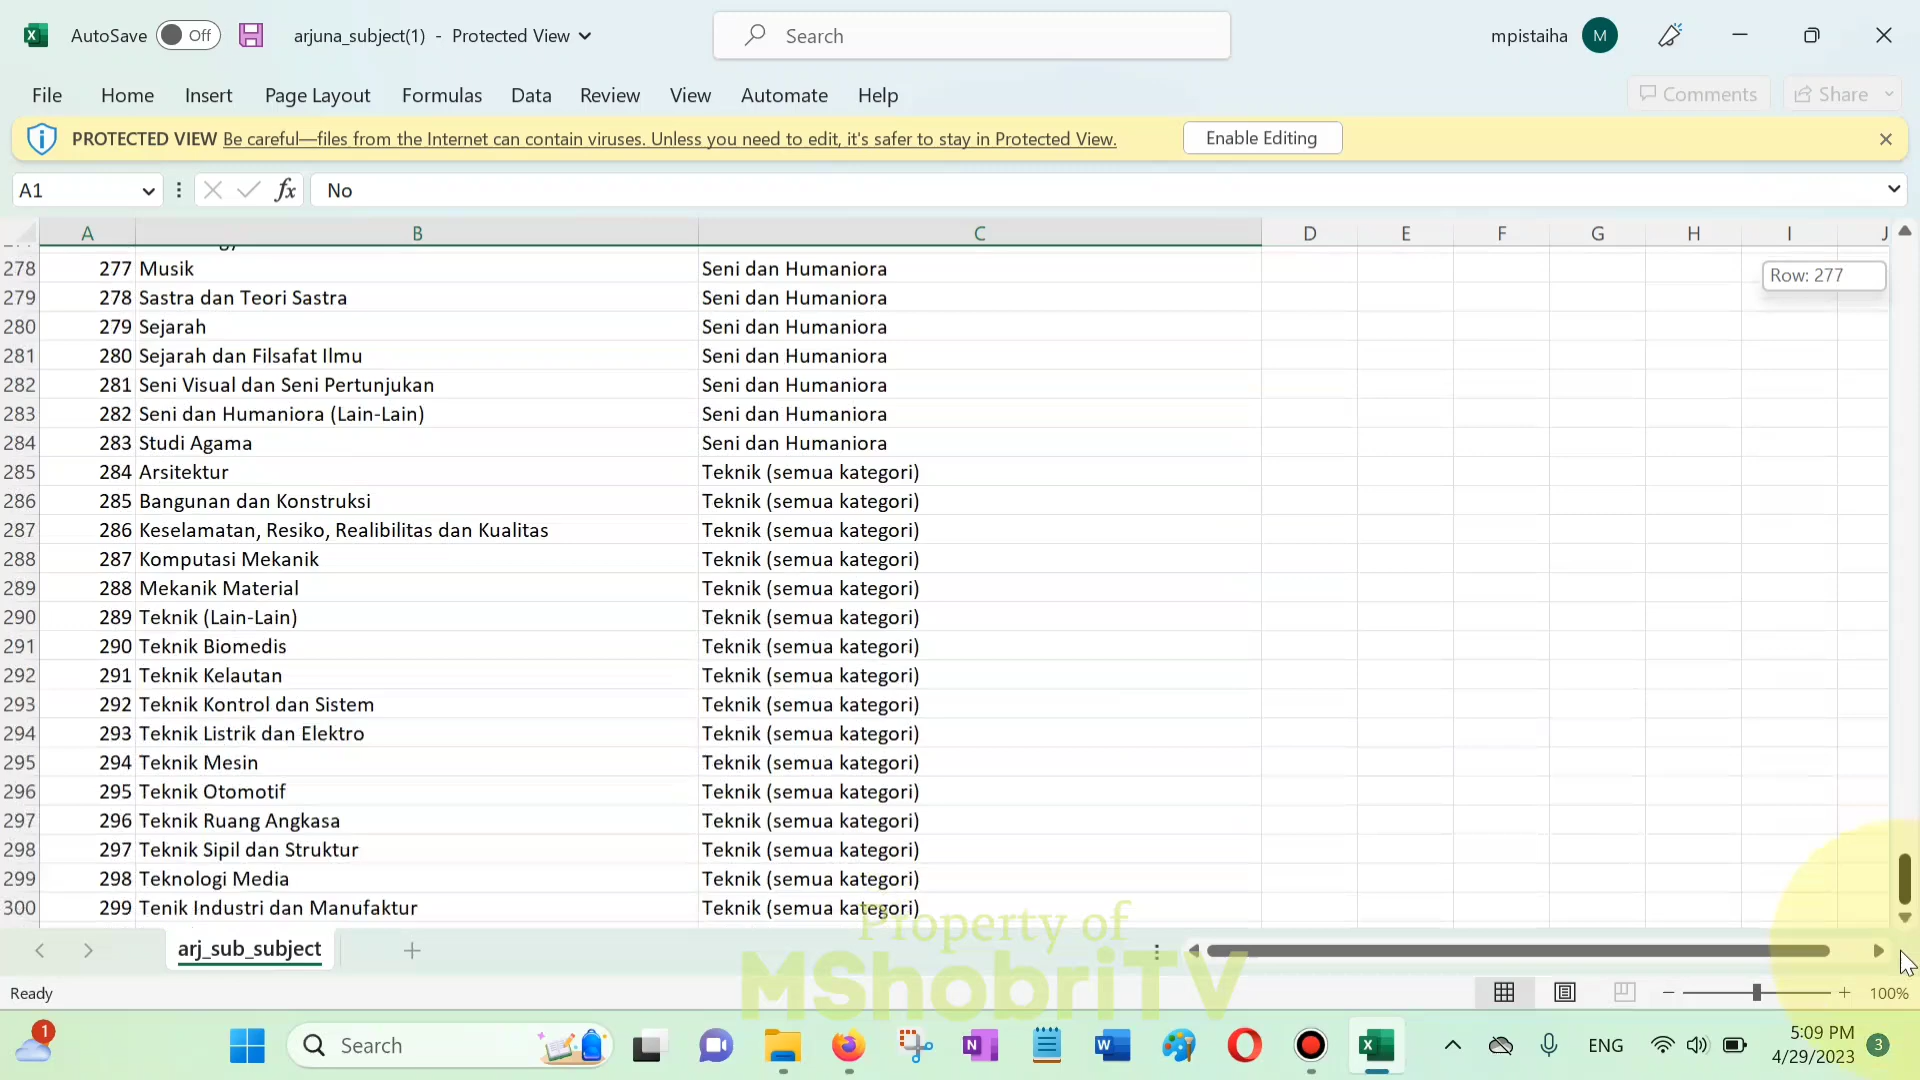 AutoSave Off arjuna_subject(1) - Protected View Search mpistaiha M
File Home Insert Page Layout Formulas Data Review View Automate Help Comments Share
PROTECTED VIEW Be careful—files from the Internet can contain viruses. Unless you need to edit, it's safer to stay in Protected View. Enable Editing
A1 fx No
A B C D E F G H I J
278 277 Musik Seni dan Humaniora Row: 277
279 278 Sastra dan Teori Sastra Seni dan Humaniora
280 279 Sejarah Seni dan Humaniora
281 280 Sejarah dan Filsafat Ilmu Seni dan Humaniora
282 281 Seni Visual dan Seni Pertunjukan Seni dan Humaniora
283 282 Seni dan Humaniora (Lain-Lain) Seni dan Humaniora
284 283 Studi Agama Seni dan Humaniora
285 284 Arsitektur Teknik (semua kategori)
286 285 Bangunan dan Konstruksi Teknik (semua kategori)
287 286 Keselamatan, Resiko, Realibilitas dan Kualitas Teknik (semua kategori)
288 287 Komputasi Mekanik Teknik (semua kategori)
289 288 Mekanik Material Teknik (semua kategori)
290 289 Teknik (Lain-Lain) Teknik (semua kategori)
291 290 Teknik Biomedis Teknik (semua kategori)
292 291 Teknik Kelautan Teknik (semua kategori)
293 292 Teknik Kontrol dan Sistem Teknik (semua kategori)
294 293 Teknik Listrik dan Elektro Teknik (semua kategori)
295 294 Teknik Mesin Teknik (semua kategori)
296 295 Teknik Otomotif Teknik (semua kategori)
297 296 Teknik Ruang Angkasa Teknik (semua kategori)
298 297 Teknik Sipil dan Struktur Teknik (semua kategori)
299 298 Teknologi Media Teknik (semua kategori)
300 299 Tenik Industri dan Manufaktur Teknik (semua kategori)
Property of
MShobriTV
arj_sub_subject
Ready 100%
1 Search ENG 5:09 PM
4/29/2023 3